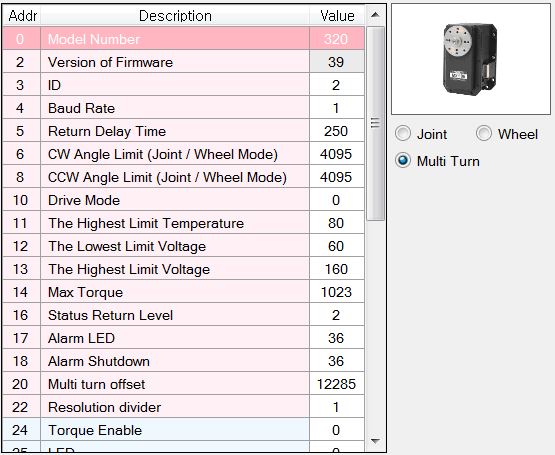 Addr Description Value
0 Model Number 320
2 Version of Firmware 39
3 ID 2
4 Baud Rate 1
5 Return Delay Time 250
6 CW Angle Limit (Joint / Wheel Mode) 4095
8 CCW Angle Limit (Joint / Wheel Mode) 4095
10 Drive Mode 0
11 The Highest Limit Temperature 80
12 The Lowest Limit Voltage 60
13 The Highest Limit Voltage 160
14 Max Torque 1023
16 Status Return Level 2
17 Alarm LED 36
18 Alarm Shutdown 36
20 Multi turn offset 12285
22 Resolution divider 1
24 Torque Enable 0
25 LED 0
Joint Wheel
Multi Turn